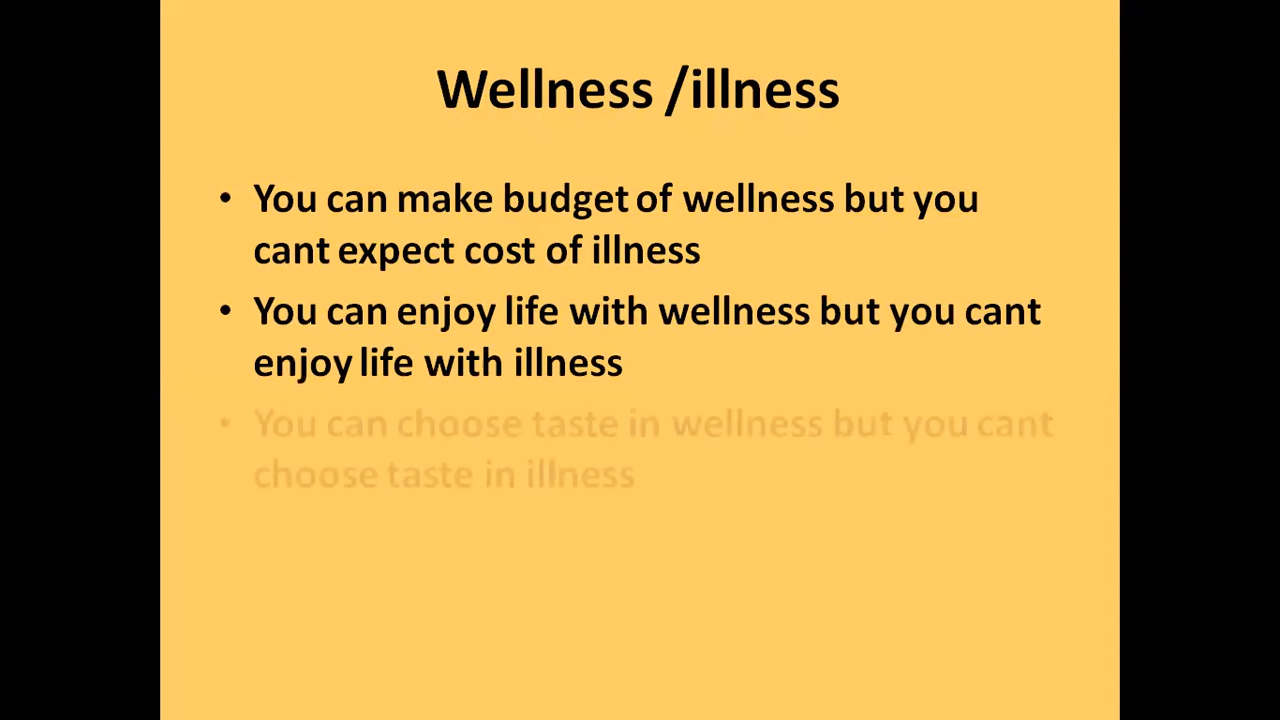 Wellness /illness
• You can make budget of wellness but you
cant expect cost of illness
• You can enjoy life with wellness but you cant
enjoy life with illness
• You can choose taste in wellness but you cant
choose taste in illness